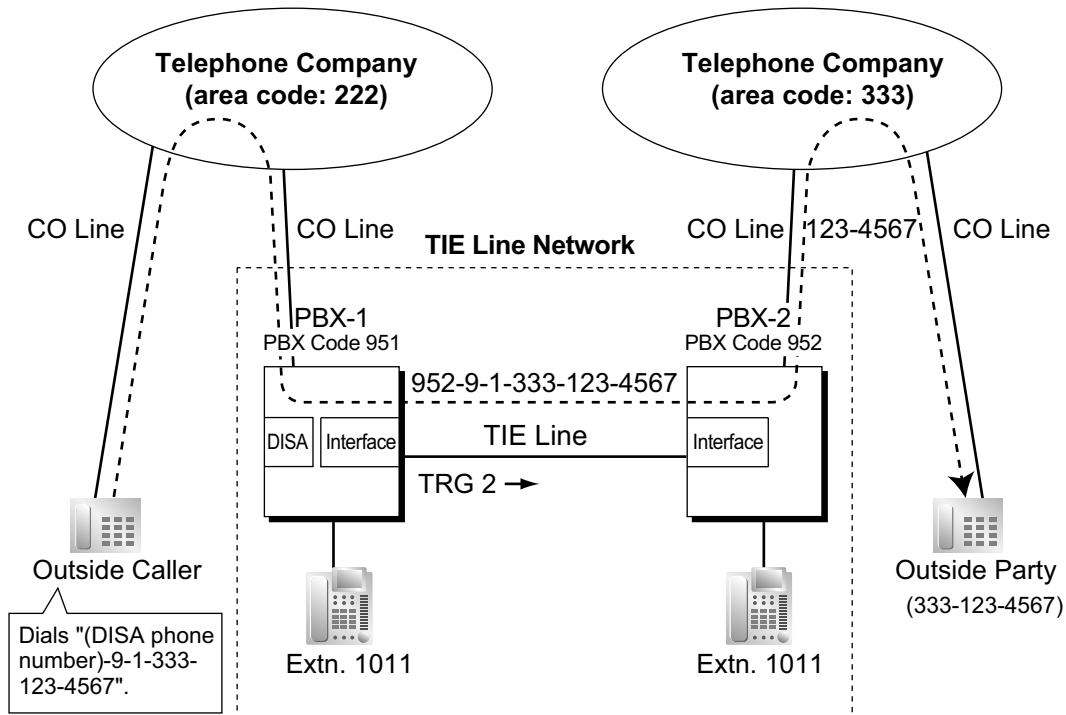 Telephone Company
(area code: 222)
Telephone Company
(area code: 333)
CO Line
CO Line
TIE Line Network
CO Line
123-4567
CO Line
PBX-1
PBX Code 951
PBX-2
PBX Code 952
952-9-1-333-123-4567
DISA
Interface
TIE Line
Interface
TRG 2
Outside Caller
Outside Party
(333-123-4567)
Dials "(DISA phone
number)-9-1-333-
123-4567".
Extn. 1011
Extn. 1011